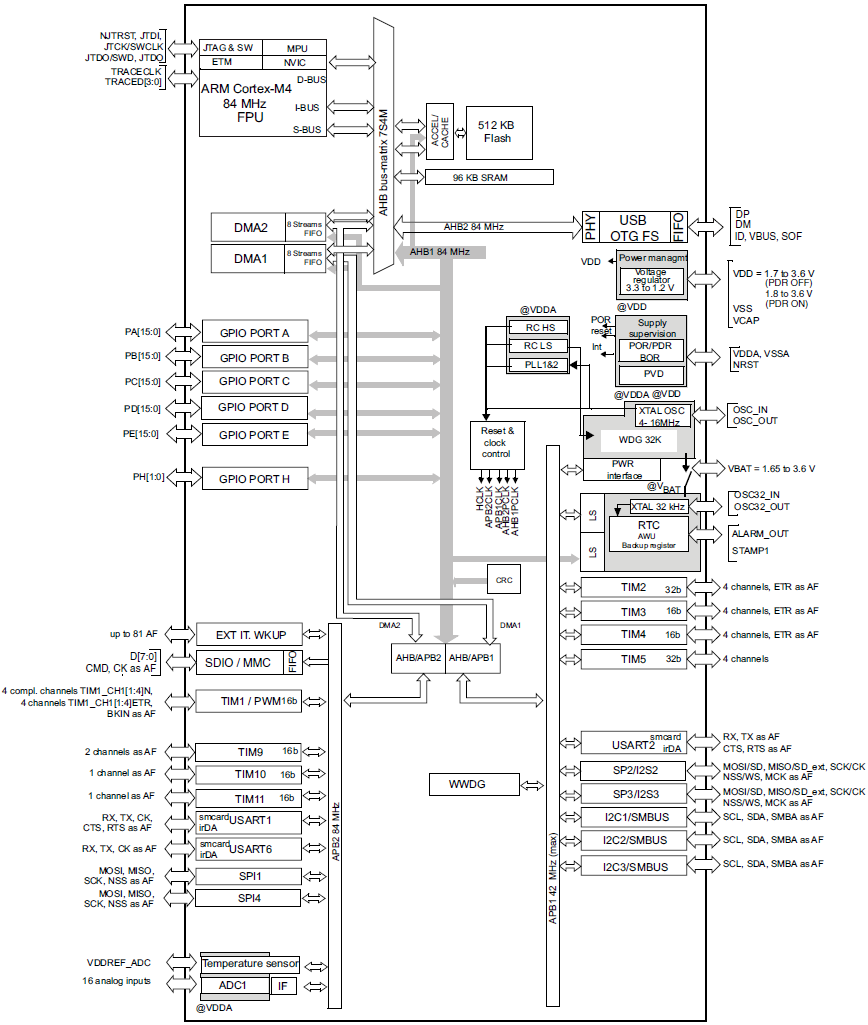 NJTRST, JTDI,
JTCK/SWCLK
JTDO/SWD, JTDO
TRACECLK
TRACED[3:0]
JTAG & SW
MPU
ETM
NVIC
D-BUS
ARM Cortex-M4
84 MHz
FPU
I-BUS
S-BUS
AHB bus-matrix 7S4M
ACCEL/
CACHE
512 KB
Flash
96 KB SRAM
DMA2
8 Streams
FIFO
DMA1
8 Streams
FIFO
AHB2 84 MHz
AHB1 84 MHz
PHY
USB
OTG FS
FIFO
DP
DM
ID, VBUS, SOF
Power managmt
VDD
Voltage
regulator
3.3 to 1.2 V
@VDD
VDD = 1.7 to 3.6 V
(PDR OFF)
1.8 to 3.6 V
(PDR ON)
VSS
VCAP
@VDDA
RC HS
RC LS
PLL1&2
POR
reset
Int
Supply
supervision
POR/PDR
BOR
PVD
VDDA, VSSA
NRST
@VDDA
@VDD
PA[15:0]
GPIO PORT A
PB[15:0]
GPIO PORT B
PC[15:0]
GPIO PORT C
PD[15:0]
GPIO PORT D
PE[15:0]
GPIO PORT E
PH[1:0]
GPIO PORT H
XTAL OSC
4- 16MHz
OSC_IN
OSC_OUT
WDG 32K
Reset &
clock
control
HCLK
APB2CLK
APB1CLK
AHB2PCLK
AHB1PCLK
PWR
interface
VBAT = 1.65 to 3.6 V
@VBAT
LS
LS
XTAL 32 kHz
OSC32_IN
OSC32_OUT
RTC
AWU
Backup register
ALARM_OUT
STAMP1
CRC
DMA2
DMA1
AHB/APB2
AHB/APB1
TIM2
32b
4 channels, ETR as AF
TIM3
16b
4 channels, ETR as AF
TIM4
16b
4 channels, ETR as AF
TIM5
32b
4 channels
up to 81 AF
EXT IT. WKUP
D[7:0]
CMD, CK as AF
SDIO / MMC
FIFO
4 compl. channels TIM1_CH1[1:4]N,
4 channels TIM1_CH1[1:4]ETR,
BKIN as AF
TIM1 / PWM
16b
2 channels as AF
TIM9
16b
1 channel as AF
TIM10
16b
1 channel as AF
TIM11
16b
RX, TX, CK,
CTS, RTS as AF
smcard
irDA
USART1
RX, TX, CK as AF
smcard
irDA
USART6
MOSI, MISO,
SCK, NSS as AF
SPI1
MOSI, MISO,
SCK, NSS as AF
SPI4
APB2 84 MHz
WWDG
APB1 42 MHz (max)
smcard
irDA
USART2
RX, TX as AF
CTS, RTS as AF
SP2/I2S2
MOSI/SD, MISO/SD_ext, SCK/CK
NSS/WS, MCK as AF
SP3/I2S3
MOSI/SD, MISO/SD_ext, SCK/CK
NSS/WS, MCK as AF
I2C1/SMBUS
SCL, SDA, SMBA as AF
I2C2/SMBUS
SCL, SDA, SMBA as AF
I2C3/SMBUS
SCL, SDA, SMBA as AF
VDDREF_ADC
Temperature sensor
16 analog inputs
ADC1
IF
@VDDA